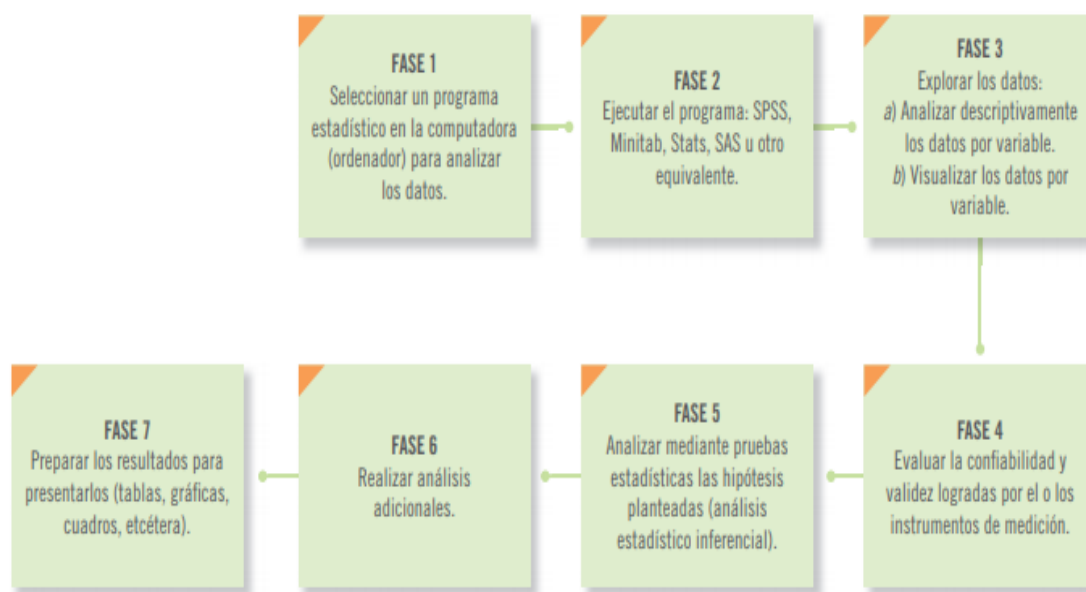 FASE 1
Seleccionar un programa
estadístico en la computadora
(ordenador) para analizar
los datos.
FASE 2
Ejecutar el programa: SPSS,
Minitab, Stats, SAS u otro
equivalente.
FASE 3
Explorar los datos:
a) Analizar descriptivamente
los datos por variable.
b) Visualizar los datos por
variable.
FASE 4
Evaluar la confiabilidad y
validez logradas por el o los
instrumentos de medición.
FASE 5
Analizar mediante pruebas
estadísticas las hipótesis
planteadas (análisis
estadístico inferencial).
FASE 6
Realizar análisis
adicionales.
FASE 7
Preparar los resultados para
presentarlos (tablas, gráficas,
cuadros, etcétera).